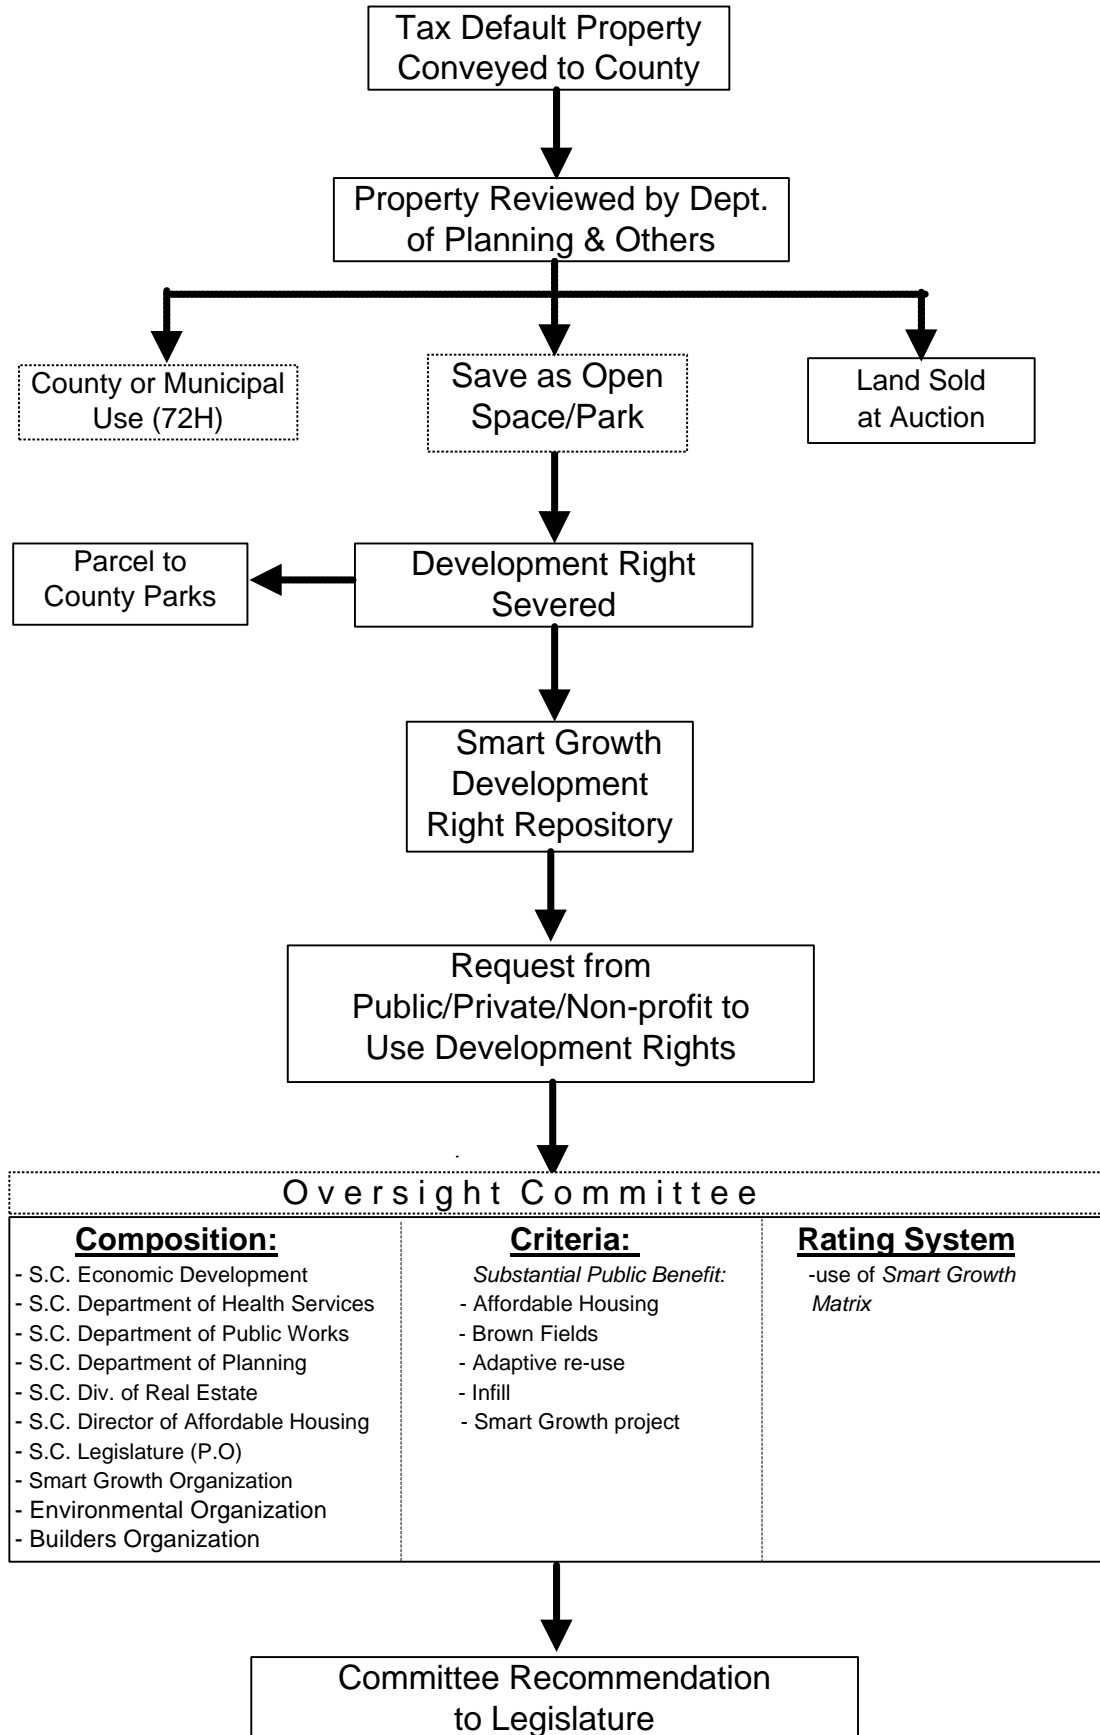 Tax Default Property
Conveyed to County
Property Reviewed by Dept.
of Planning & Others
County or Municipal
Use (72H)
Save as Open
Space/Park
Land Sold
at Auction
Parcel to
County Parks
Development Right
Severed
Smart Growth
Development
Right Repository
Request from
Public/Private/Non-profit to
Use Development Rights
Oversight Committee
Composition:
- S.C. Economic Development
- S.C. Department of Health Services
- S.C. Department of Public Works
- S.C. Department of Planning
- S.C. Div. of Real Estate
- S.C. Director of Affordable Housing
- S.C. Legislature (P.O)
- Smart Growth Organization
- Environmental Organization
- Builders Organization
Criteria:
Substantial Public Benefit:
- Affordable Housing
- Brown Fields
- Adaptive re-use
- Infill
- Smart Growth project
Rating System
-use of Smart Growth
Matrix
Committee Recommendation
to Legislature